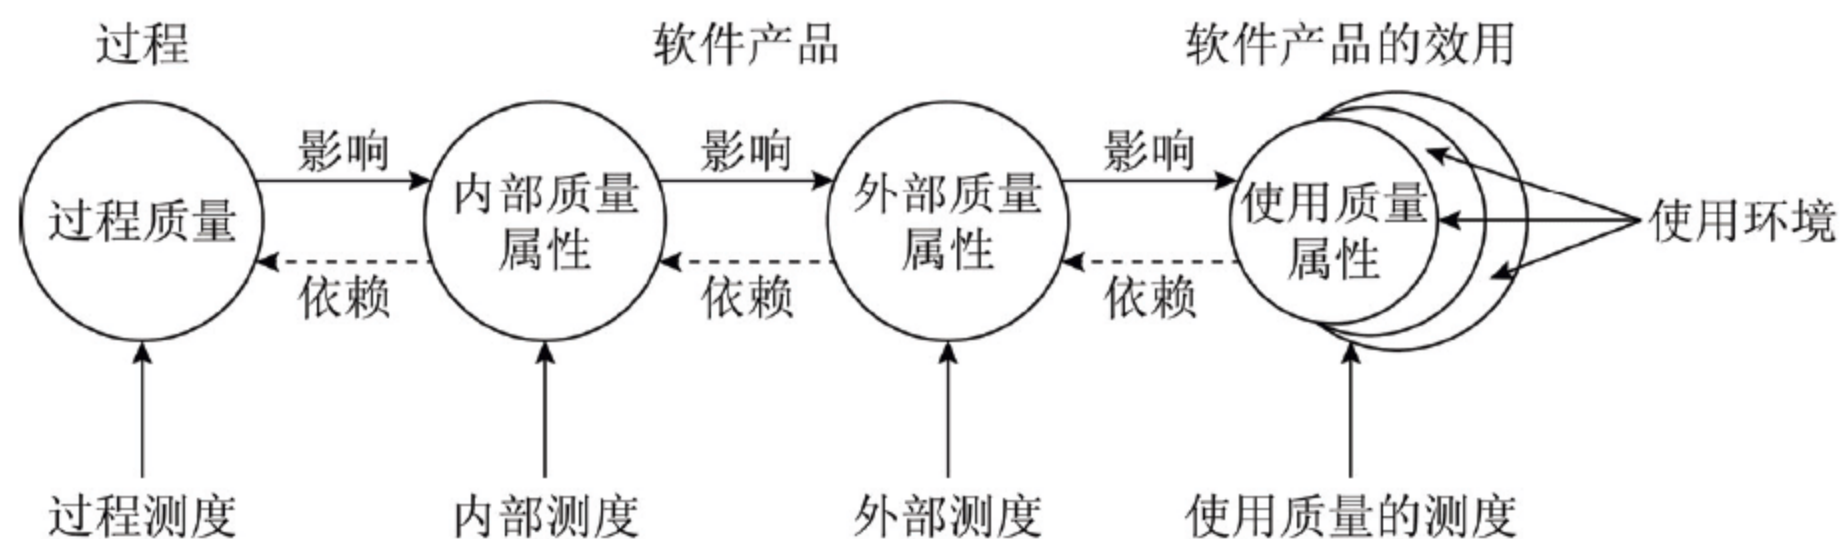 过程
软件产品
软件产品的效用
影响
影响
影响
过程质量
内部质量
属性
外部质量
属性
使用质量
属性
使用环境
依赖
依赖
依赖
过程测度
内部测度
外部测度
使用质量的测度